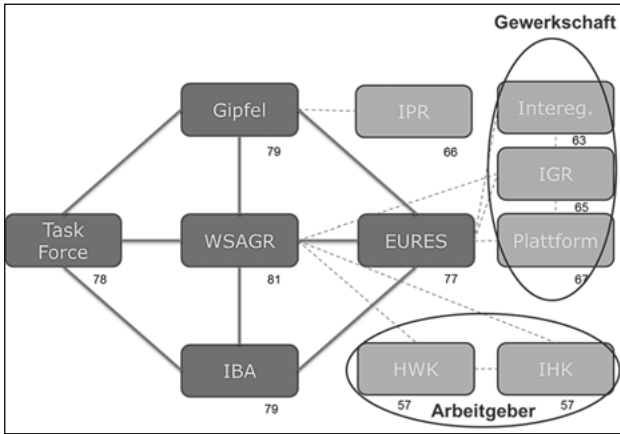 Gewerkschaft
Gipfel
79
IPR
66
Intereg.
63
IGR
65
Task
Force
78
WSAGR
81
EURES
77
Plattform
67
IBA
79
HWK
57
IHK
57
Arbeitgeber